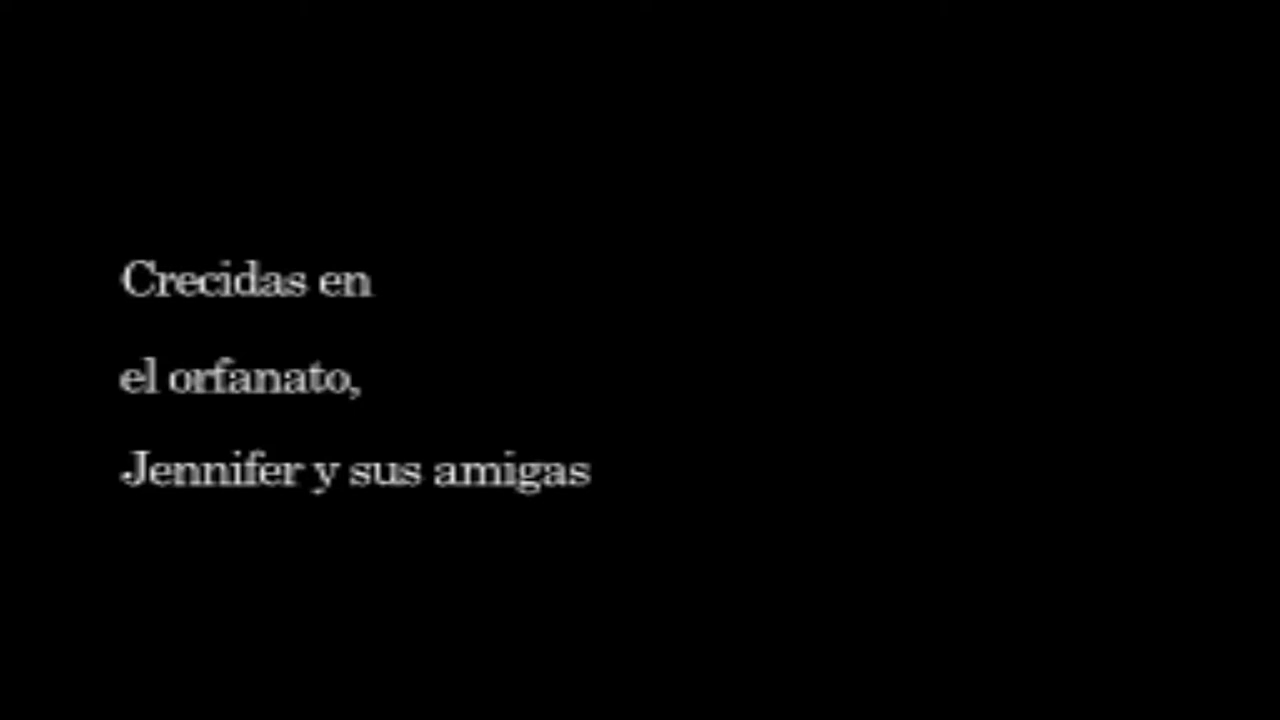 Crecidas en
el orfanato,
Jennifer y sus amigas